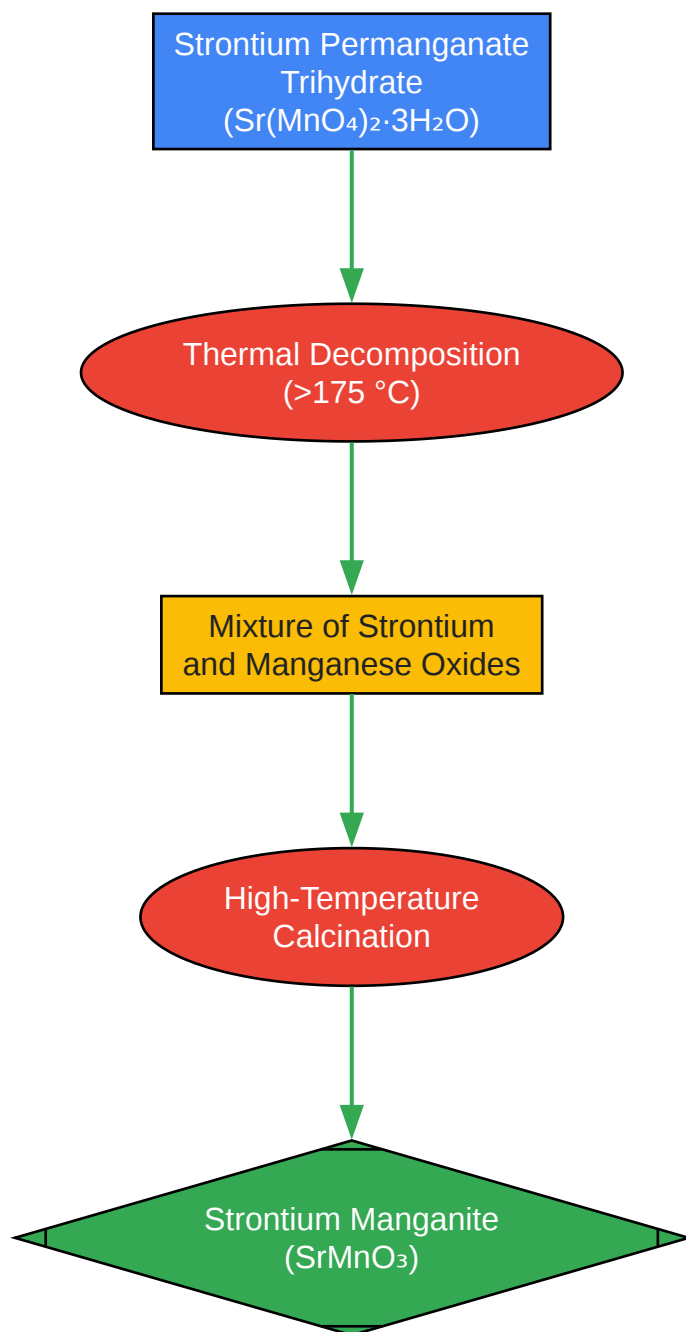 Strontium Permanganate
Trihydrate
(Sr(MnO₄)₂·3H₂O)
Thermal Decomposition
(>175 °C)
Mixture of Strontium
and Manganese Oxides
High-Temperature
Calcination
Strontium Manganite
(SrMnO₃)